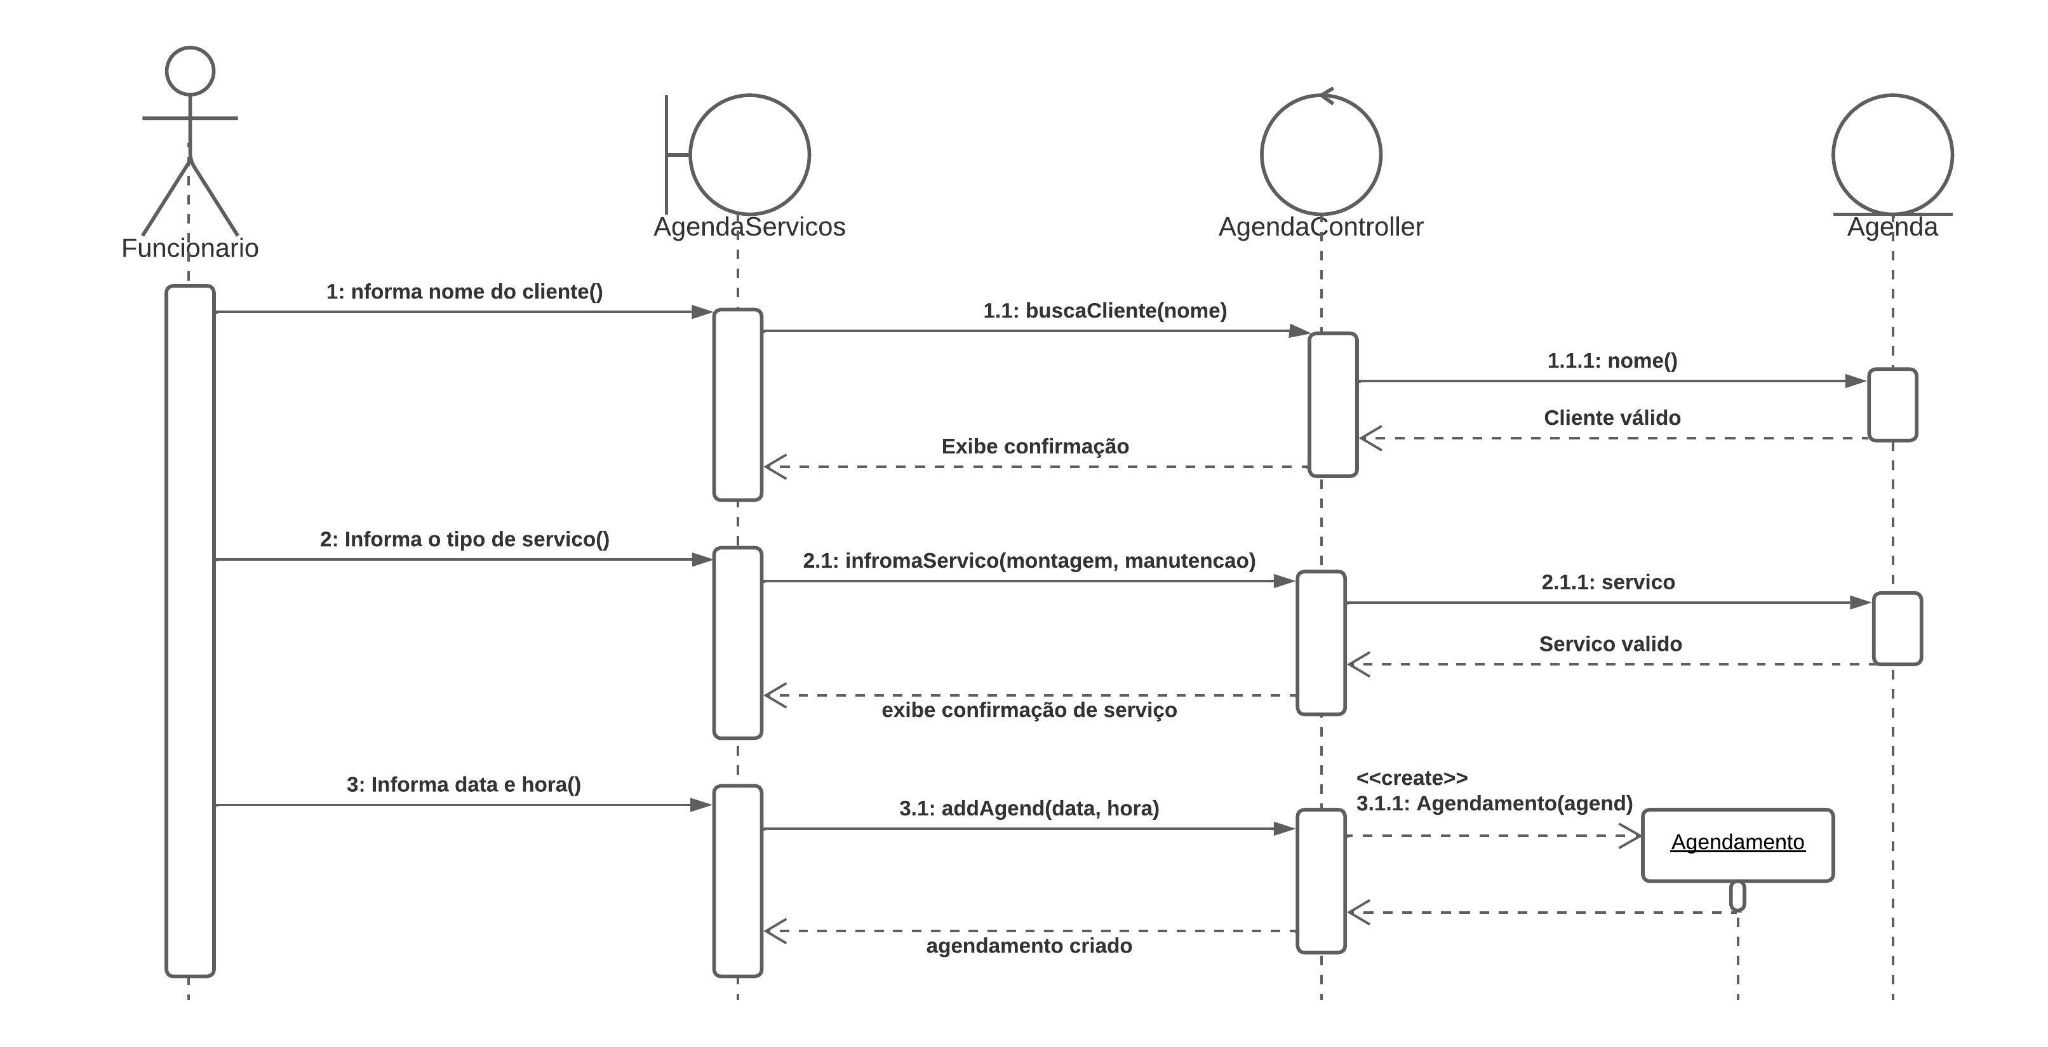 Funcionario
AgendaServicos
AgendaController
Agenda
1: nforma nome do cliente()
1.1: buscaCliente(nome)
1.1.1: nome()
Cliente válido
Exibe confirmação
2: Informa o tipo de servico()
2.1: infromaServico(montagem, manutencao)
2.1.1: servico
Servico valido
exibe confirmação de serviço
3: Informa data e hora()
3.1: addAgend(data, hora)
<<create>>
3.1.1: Agendamento(agend)
Agendamento
agendamento criado